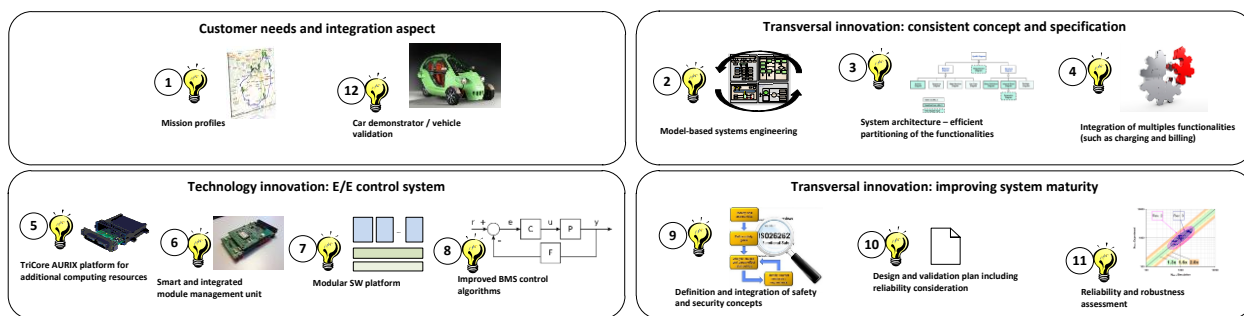 Customer needs and integration aspect
1
Mission profiles
12
Car demonstrator / vehicle
validation
Transversal innovation: consistent concept and specification
2
Model-based systems engineering
3
System architecture – efficient
partitioning of the functionalities
4
Integration of multiples functionalities
(such as charging and billing)
Technology innovation: E/E control system
5
TriCore AURIX platform for
additional computing resources
6
Smart and integrated
module management unit
7
...
Modular SW platform
8
r + e C u P y
-
F
Improved BMS control
algorithms
Transversal innovation: improving system maturity
9
ISO26262
Definition and integration of safety
and security concepts
10
Design and validation plan including
reliability consideration
11
Reliability and robustness
assessment